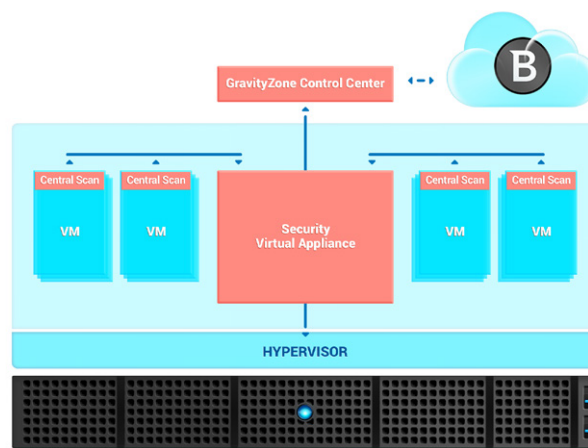 B
GravityZone Control Center
Central Scan
Central Scan
Central Scan
Central Scan
VM
VM
Security
Virtual Appliance
VM
VM
HYPERVISOR